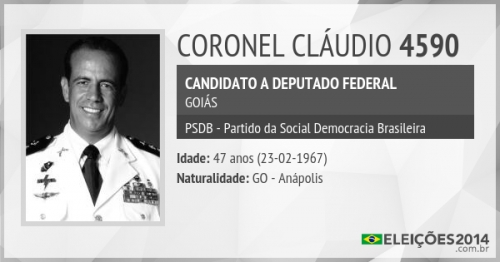 CORONEL CLÁUDIO 4590
CANDIDATO A DEPUTADO FEDERAL
GOIÁS
PSDB - Partido da Social Democracia Brasileira
Idade: 47 anos (23-02-1967)
Naturalidade: GO - Anápolis
ELEIÇÕES2014
.com.br